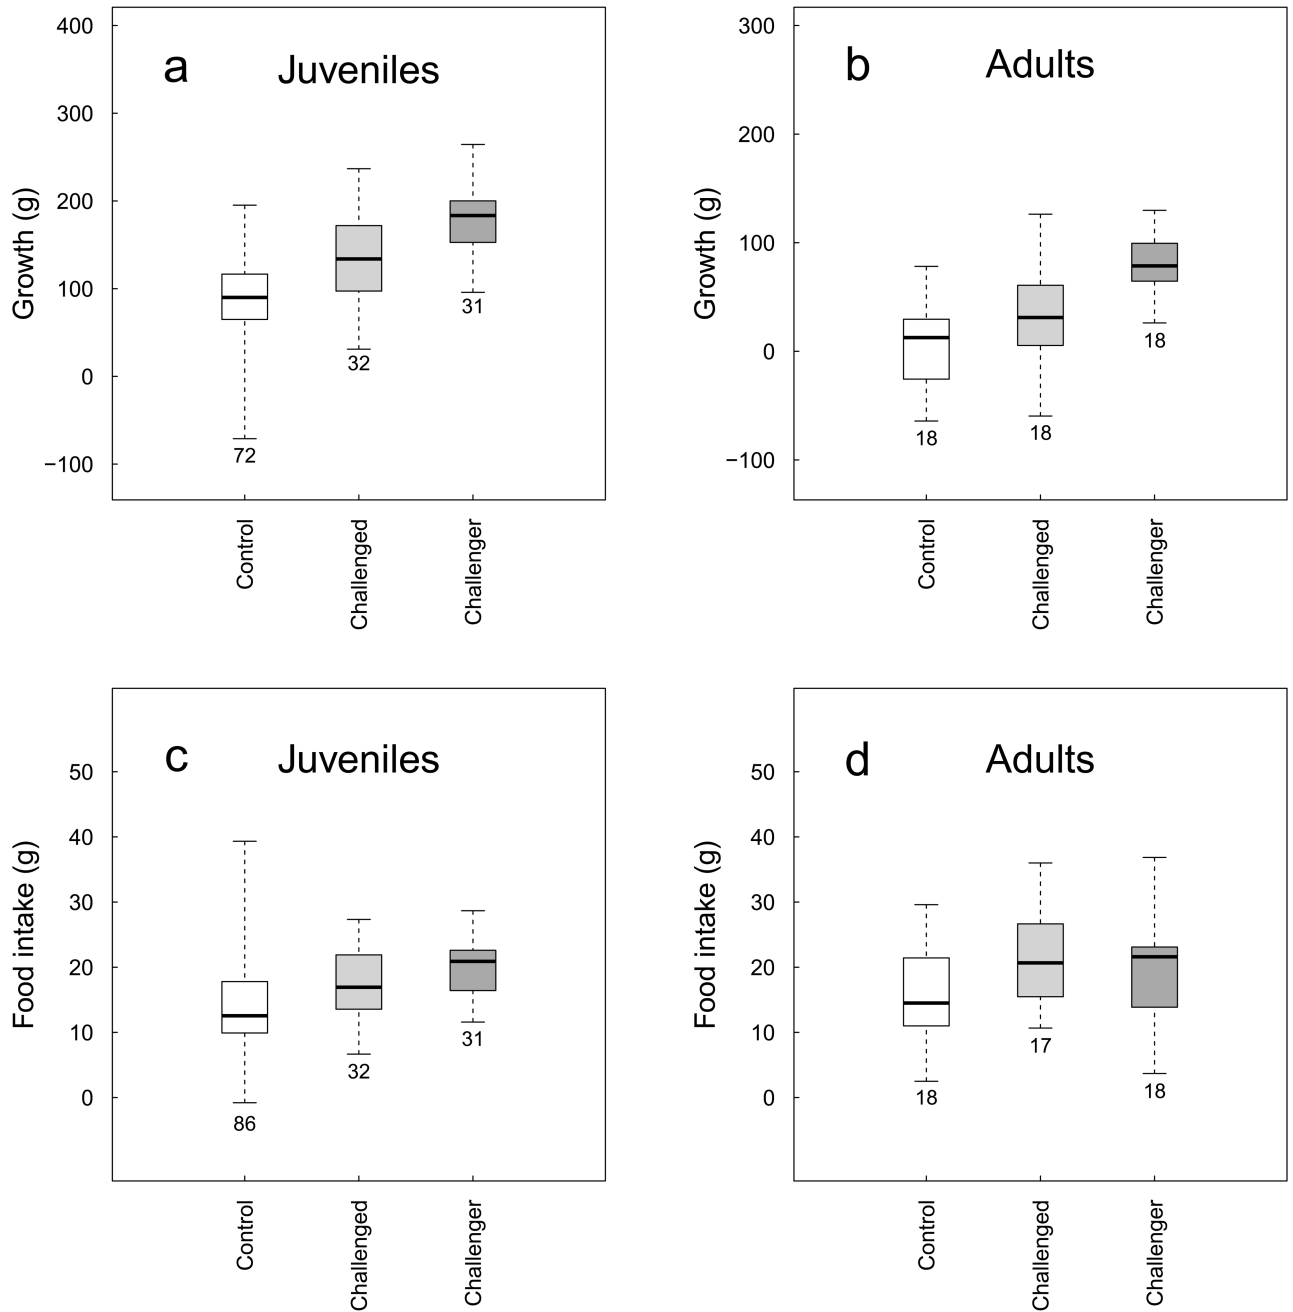 a Juveniles
400
300
200
100
0
−100
Growth (g)
72
32
31
Control
Challenged
Challenger
b Adults
300
200
100
0
−100
Growth (g)
18
18
18
Control
Challenged
Challenger
c Juveniles
50
40
30
20
10
0
Food intake (g)
86
32
31
Control
Challenged
Challenger
d Adults
50
40
30
20
10
0
Food intake (g)
18
17
18
Control
Challenged
Challenger